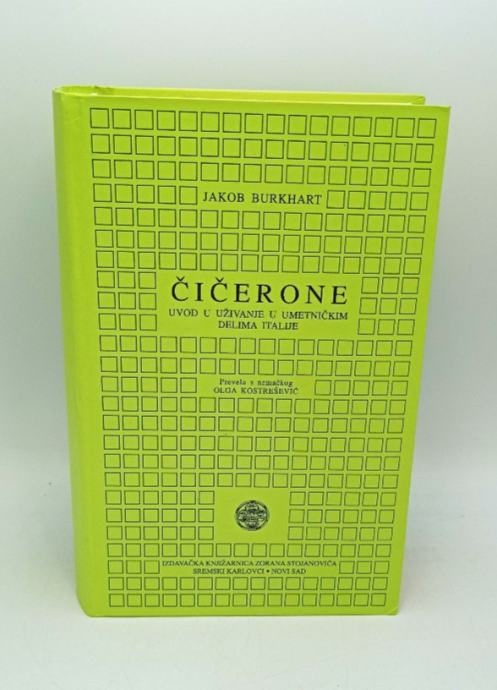 JAKOB BURKHART
ČIČERONE
UVOD U UŽIVANJE U UMETNIČKIM
DELIMA ITALIJE
Prevela s nemačkog
OLGA KOSTREŠEVIĆ
IZDAVAČKA KNJIŽARNICA ZORANA STOJANOVIĆA
SREMSKI KARLOVCI • NOVI SAD